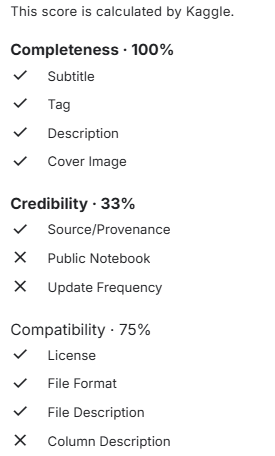 This score is calculated by Kaggle.
Completeness · 100%
Subtitle
Tag
Description
Cover Image
Credibility · 33%
Source/Provenance
Public Notebook
Update Frequency
Compatibility · 75%
License
File Format
File Description
Column Description